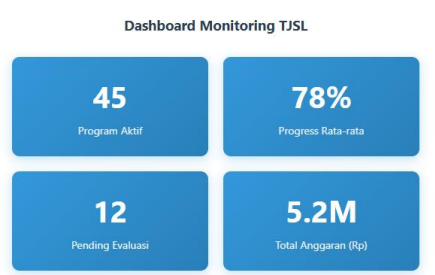 Dashboard Monitoring TJSL
45
Program Aktif
78%
Progress Rata-rata
12
Pending Evaluasi
5.2M
Total Anggaran (Rp)